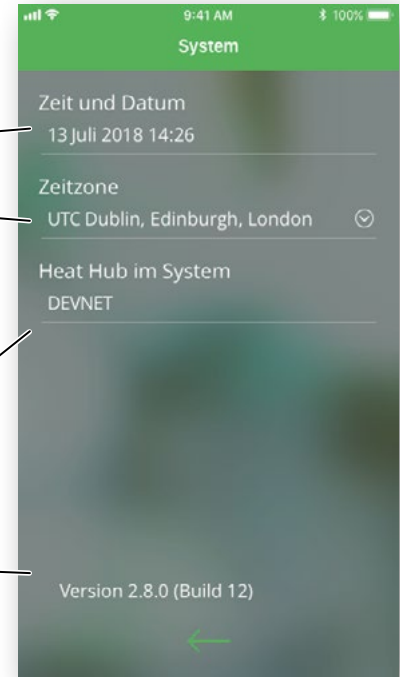 9:41 AM
100%
System
Zeit und Datum
13 Juli 2018 14:26
Zeitzone
UTC Dublin, Edinburgh, London
Heat Hub im System
DEVNET
Version 2.8.0 (Build 12)